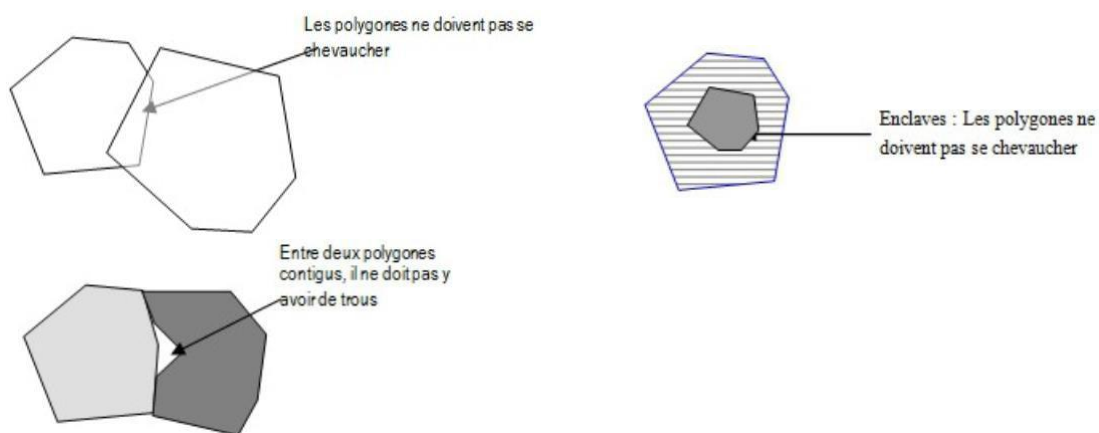 Les polygones ne doivent pas se
chevaucher
Enclaves : Les polygones ne
doivent pas se chevaucher
Entre deux polygones
contigus, il ne doit pas y
avoir de trous